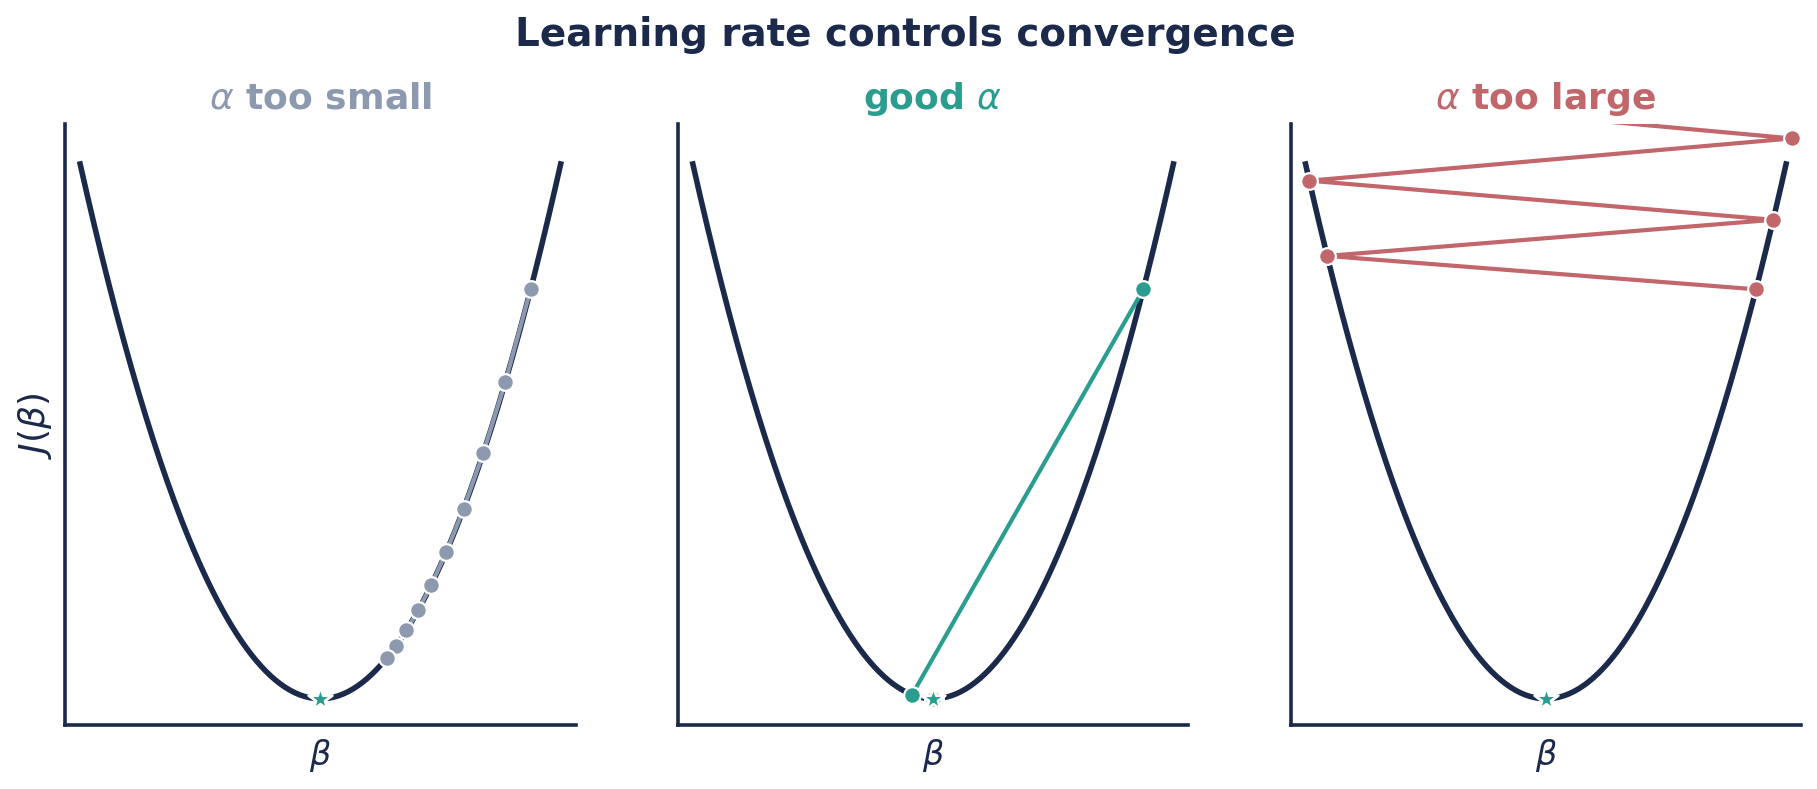 Learning rate controls convergence
α too small
good α
α too large
J(β)
β
β
β